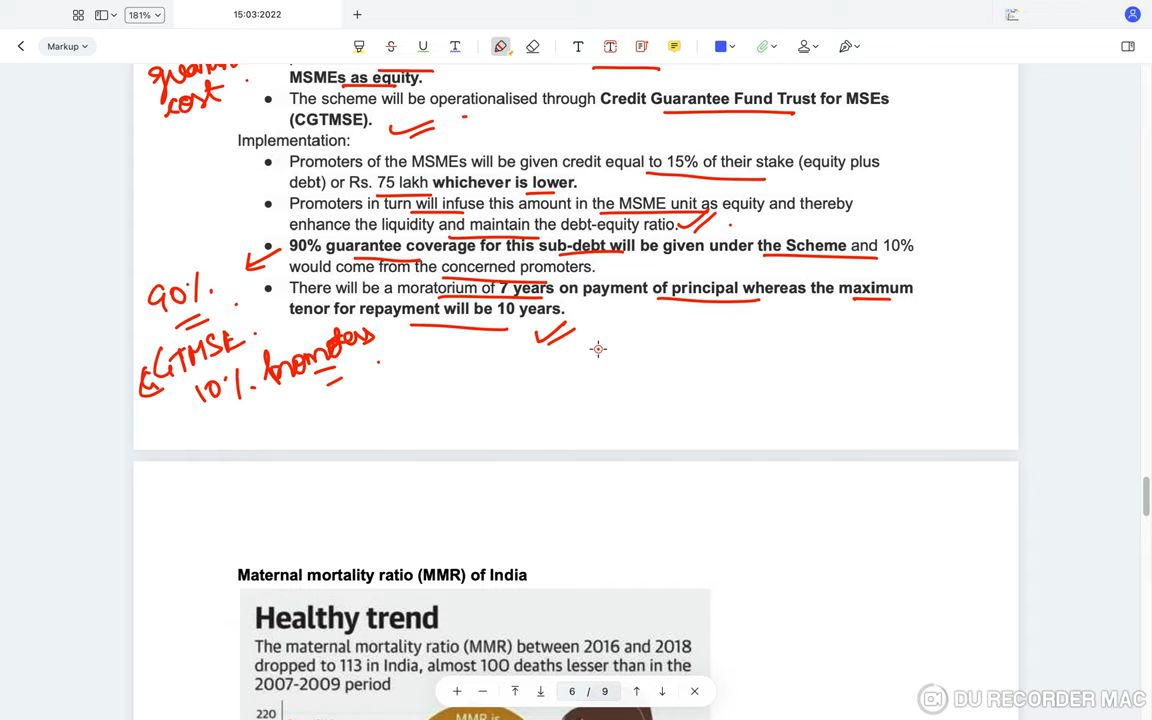 181%
15:03:2022
Markup
cost
MSMEs as equity.
● The scheme will be operationalised through Credit Guarantee Fund Trust for MSEs
(CGTMSE).
Implementation:
● Promoters of the MSMEs will be given credit equal to 15% of their stake (equity plus
debt) or Rs. 75 lakh whichever is lower.
● Promoters in turn will infuse this amount in the MSME unit as equity and thereby
enhance the liquidity and maintain the debt-equity ratio.
● 90% guarantee coverage for this sub-debt will be given under the Scheme and 10%
would come from the concerned promoters.
● There will be a moratorium of 7 years on payment of principal whereas the maximum
tenor for repayment will be 10 years.
90%.
CGTMSE
10%. promoters
Maternal mortality ratio (MMR) of India
Healthy trend
The maternal mortality ratio (MMR) between 2016 and 2018
dropped to 113 in India, almost 100 deaths lesser than in the
2007-2009 period
220
MMR is
6 / 9
DU RECORDER MAC